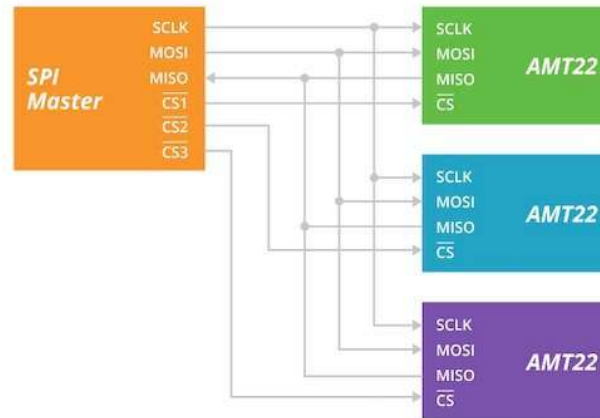 SPI
Master
SCLK
MOSI
MISO
CS1
CS2
CS3
SCLK
MOSI
MISO
CS
AMT22
SCLK
MOSI
MISO
CS
AMT22
SCLK
MOSI
MISO
CS
AMT22